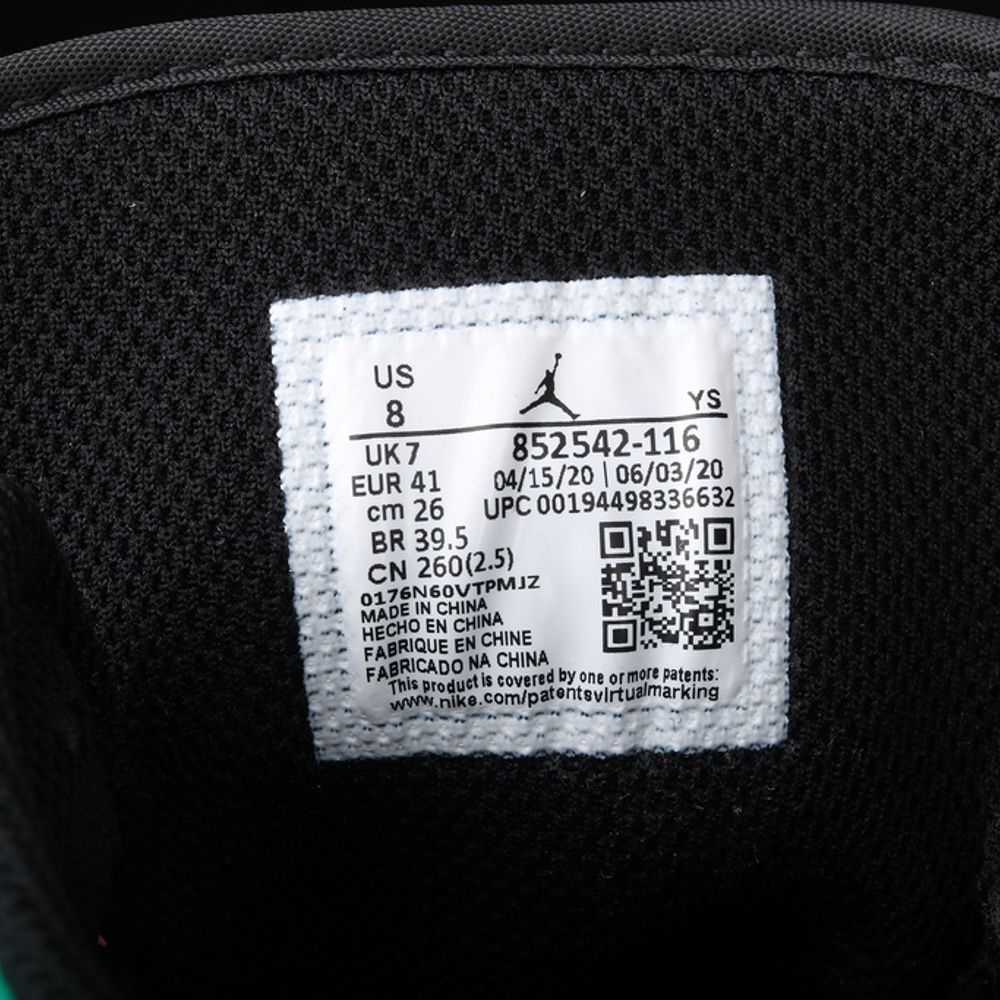 US
8 YS
UK 7 852542-116
EUR 41 04/15/20 | 06/03/20
cm 26 UPC 00194498336632
BR 39.5
CN 260(2.5)
0176N60VTPMJZ
MADE IN CHINA
HECHO EN CHINA
FABRIQUE EN CHINE
FABRICADO NA CHINA
This product is covered by one or more patents:
www.nike.com/patentsvirtualmarking